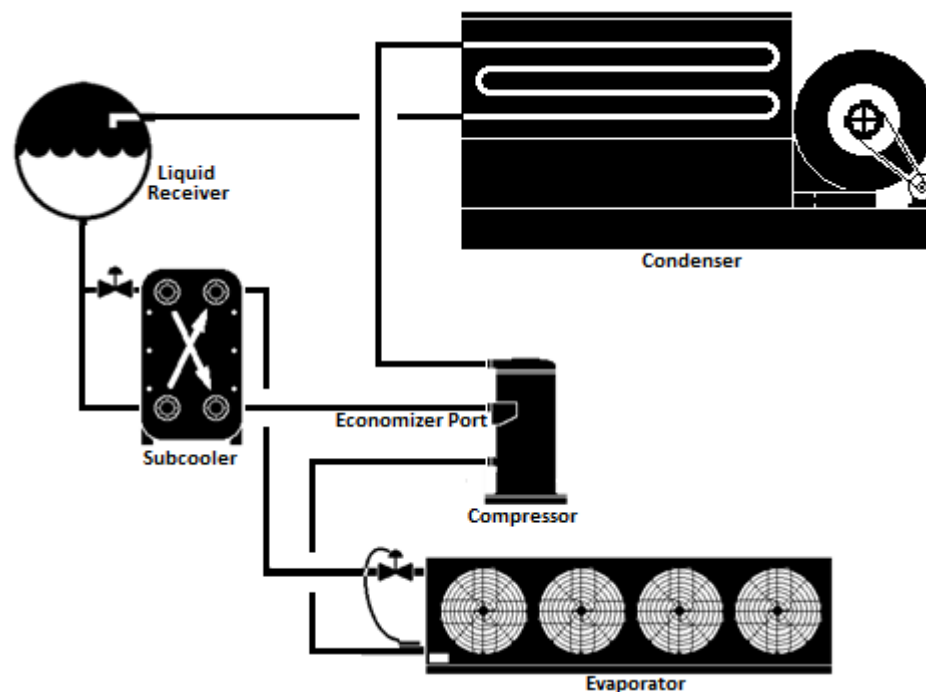 Liquid
Receiver
Condenser
Economizer Port
Subcooler
Compressor
Evaporator